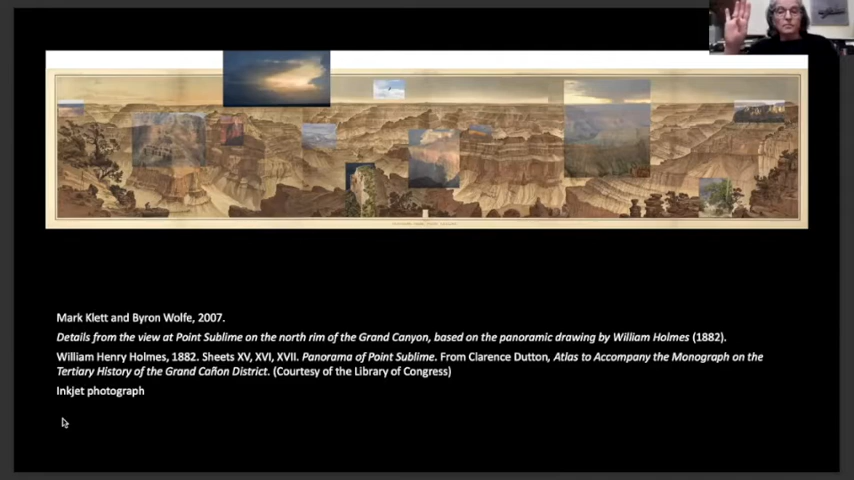 Mark Klett and Byron Wolfe, 2007.
Details from the view at Point Sublime on the north rim of the Grand Canyon, based on the panoramic drawing by William Holmes (1882).
William Henry Holmes, 1882. Sheets XV, XVI, XVII. Panorama of Point Sublime. From Clarence Dutton, Atlas to Accompany the Monograph on the
Tertiary History of the Grand Cañon District. (Courtesy of the Library of Congress)
Inkjet photograph